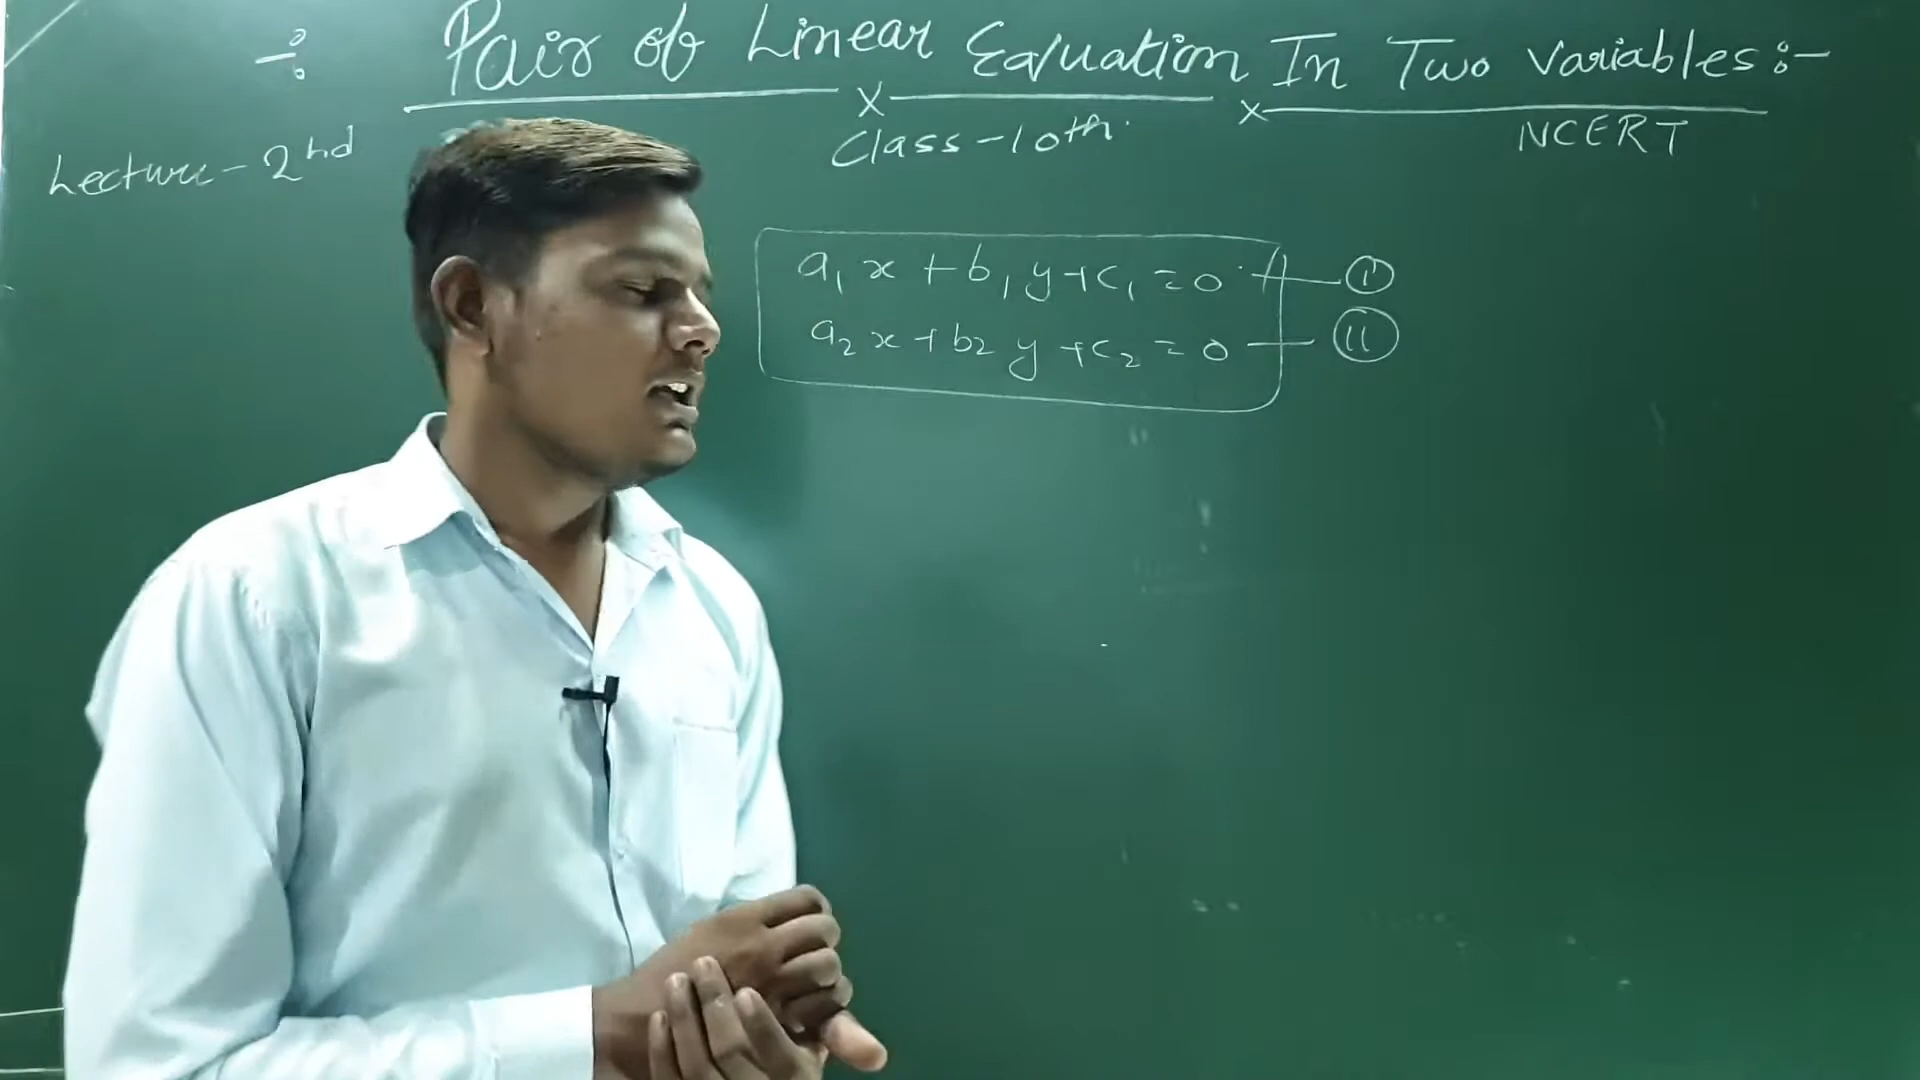 ÷ Pair of Linear Equation In Two Variables :-
Class-10th.
NCERT
Lecture-2nd
a₁x+b₁y+c₁=0 — I
a₂x+b₂y+c₂=0 — II